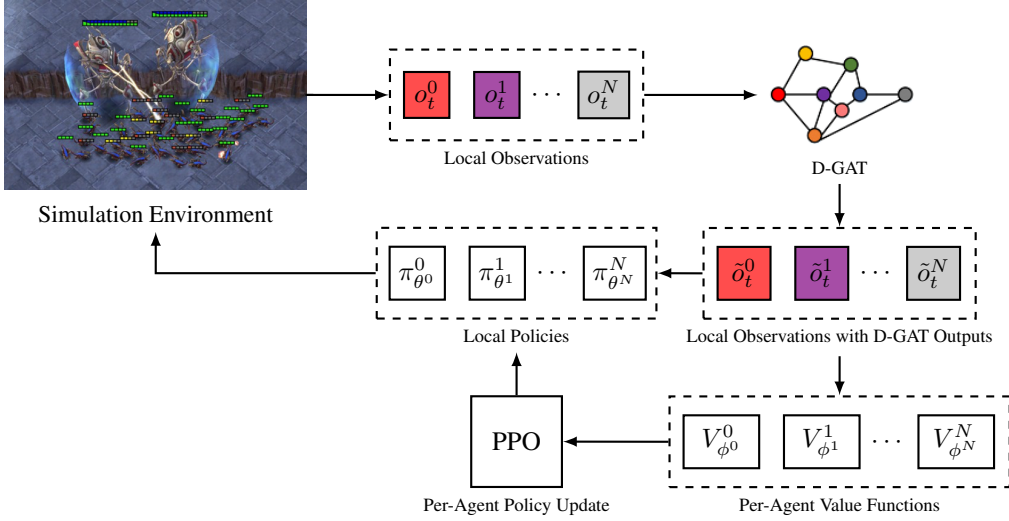 o_t^0 o_t^1 ⋯ o_t^N
Local Observations
D-GAT
Simulation Environment
π_{θ^0}^0 π_{θ^1}^1 ⋯ π_{θ^N}^N
Local Policies
õ_t^0 õ_t^1 ⋯ õ_t^N
Local Observations with D-GAT Outputs
PPO
Per-Agent Policy Update
V_{ϕ^0}^0 V_{ϕ^1}^1 ⋯ V_{ϕ^N}^N
Per-Agent Value Functions